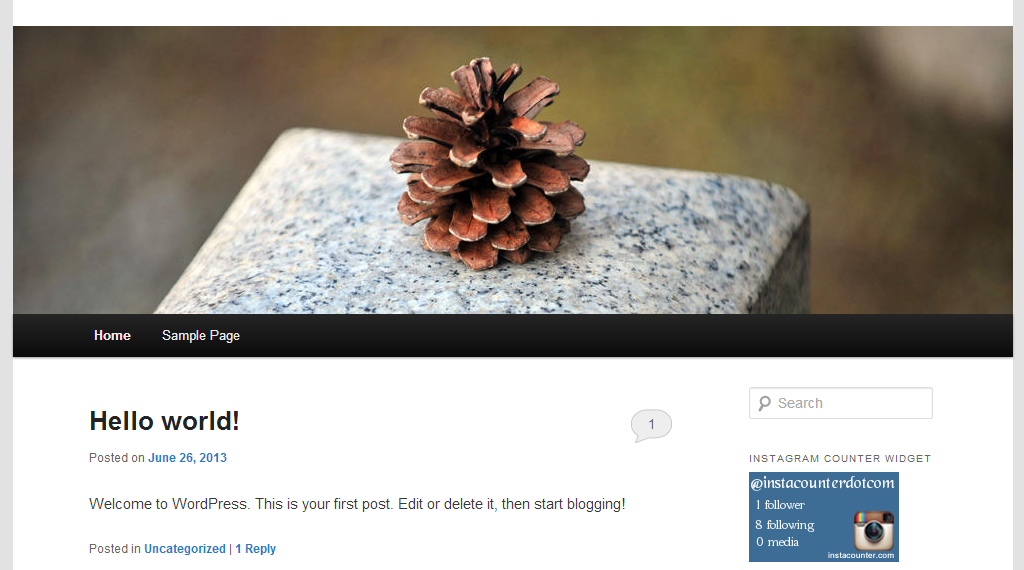 Home
Sample Page
Hello world!
1
Posted on June 26, 2013
Welcome to WordPress. This is your first post. Edit or delete it, then start blogging!
Posted in Uncategorized | 1 Reply
Search
INSTAGRAM COUNTER WIDGET
@instacounterdotcom
1 follower
8 following
0 media
instacounter.com